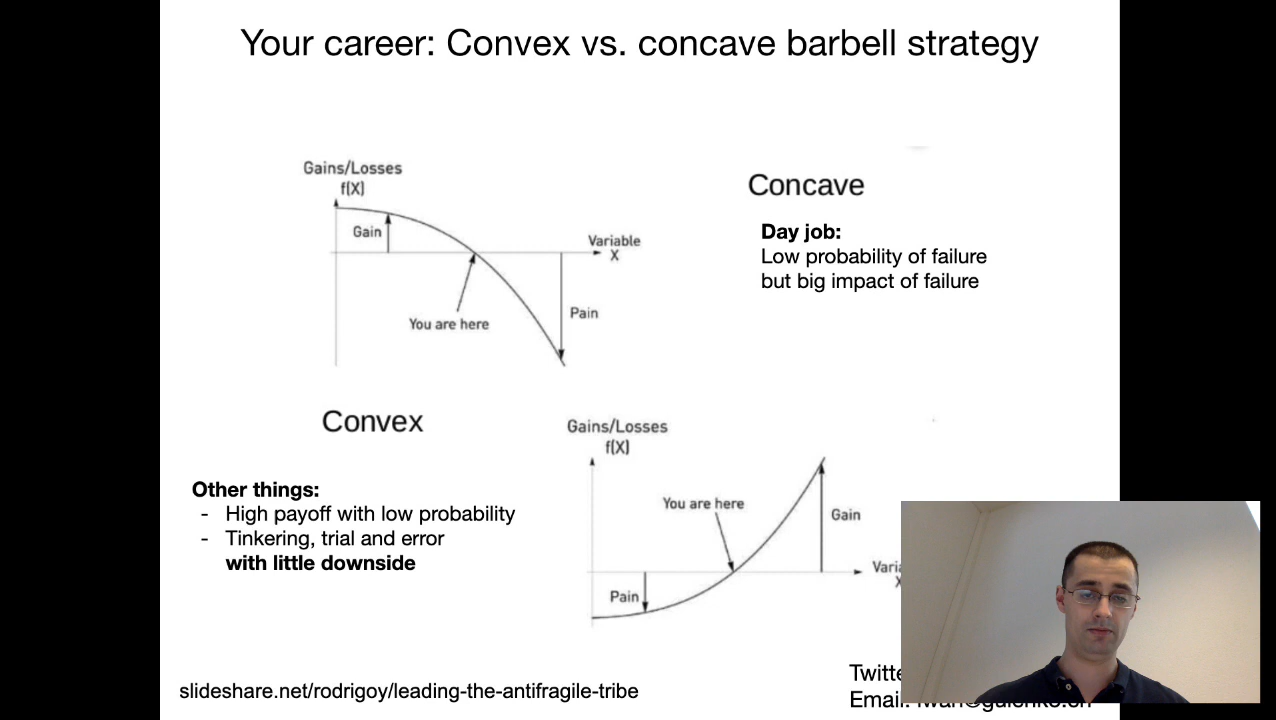 Your career: Convex vs. concave barbell strategy
Gains/Losses
f(X)
Gain
Variable
X
You are here
Pain
Concave
Day job:
Low probability of failure
but big impact of failure
Convex
Other things:
- High payoff with low probability
- Tinkering, trial and error
with little downside
Gains/Losses
f(X)
You are here
Gain
Pain
slideshare.net/rodrigoy/leading-the-antifragile-tribe
Email: